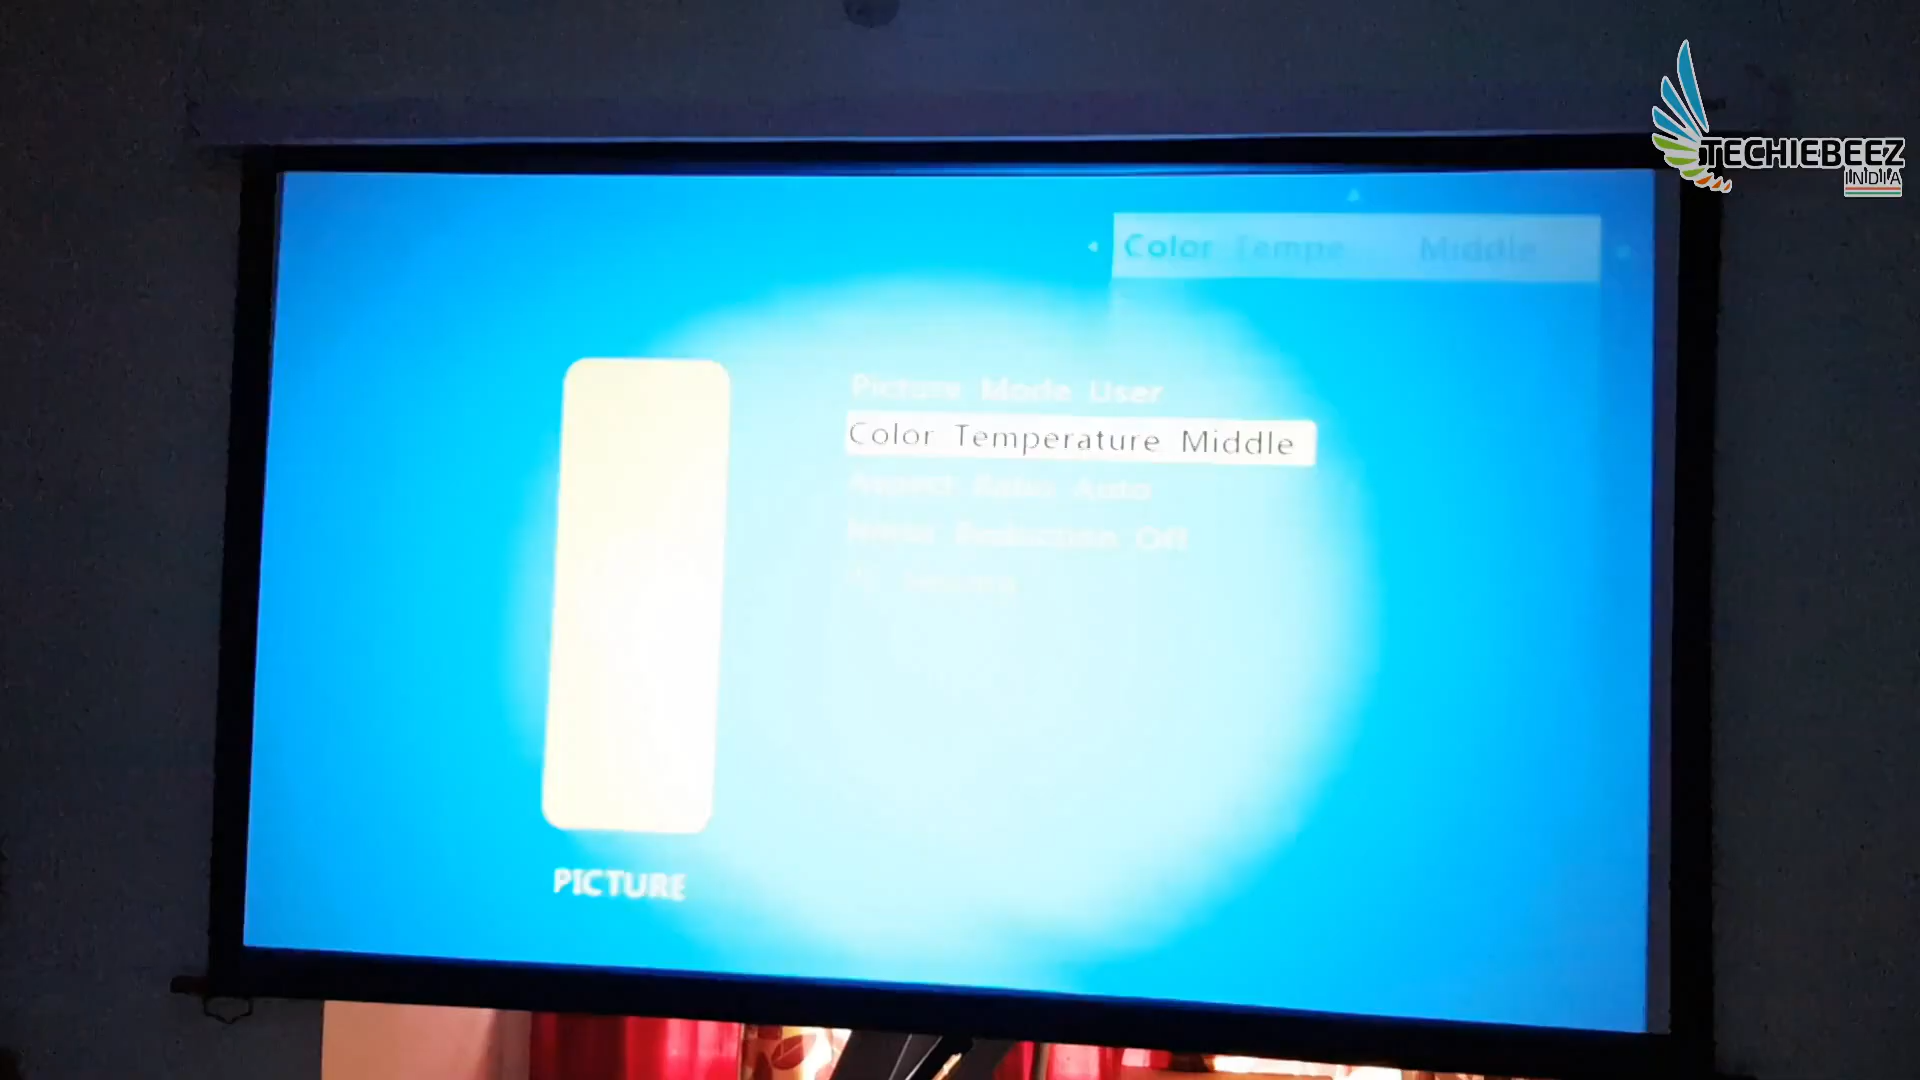 TECHIEBEEZ
INDIA
Color Tempe Middle
Picture Mode User
Color Temperature Middle
Aspect Ratio Auto
Noise Reduction Off
PICTURE